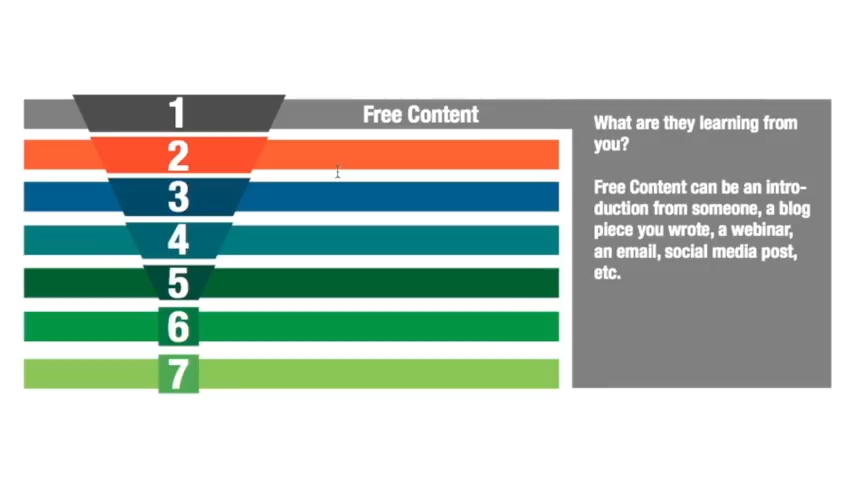 1
Free Content
2
3
4
5
6
7
What are they learning from
you?
Free Content can be an intro-
duction from someone, a blog
piece you wrote, a webinar,
an email, social media post,
etc.